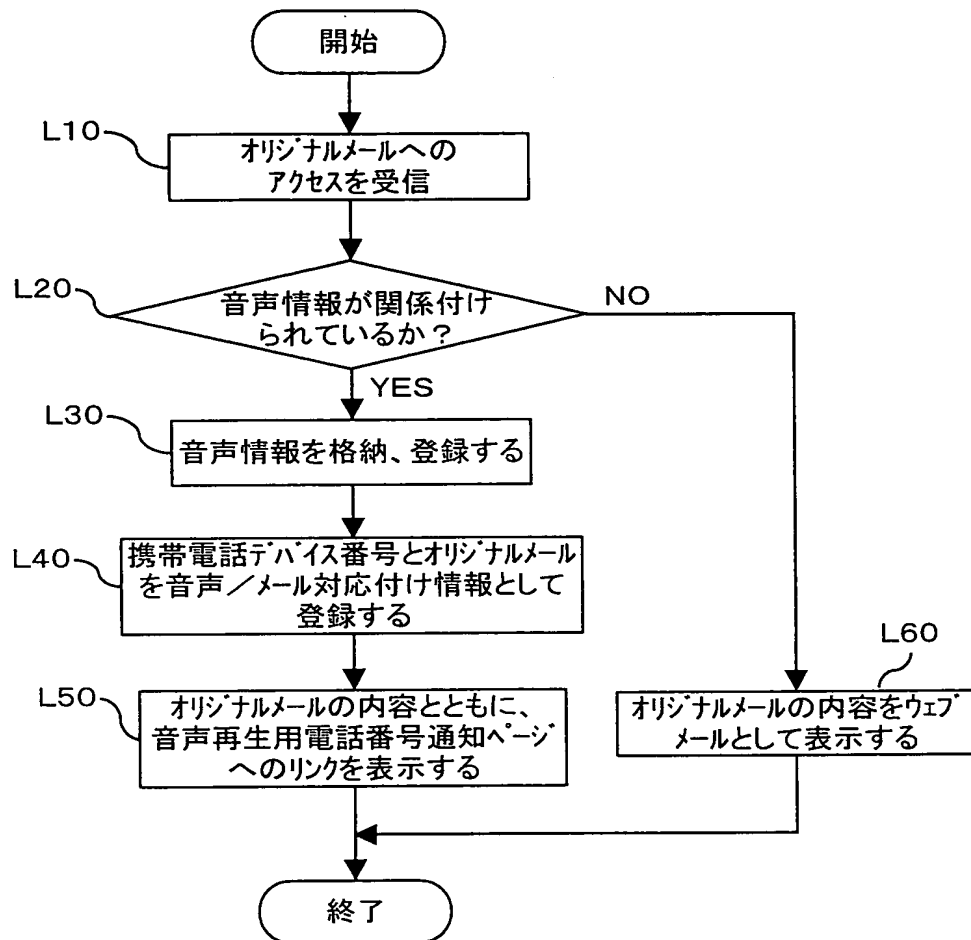 開始
L10
オリジナルメールへの
アクセスを受信
L20
音声情報が関係付け
られているか？
NO
YES
L30
音声情報を格納、登録する
L40
携帯電話デバイス番号とオリジナルメール
を音声／メール対応付け情報として
登録する
L50
オリジナルメールの内容とともに、
音声再生用電話番号通知ページ
へのリンクを表示する
L60
オリジナルメールの内容をウェブ
メールとして表示する
終了